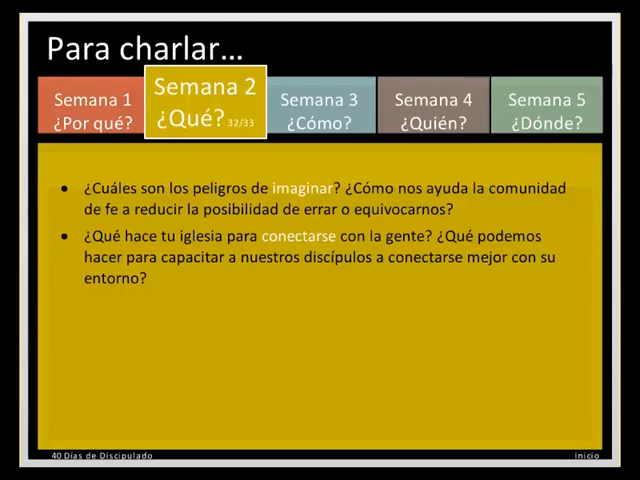 Para charlar...
Semana 1
¿Por qué?
Semana 2
¿Qué? 32/33
Semana 3
¿Cómo?
Semana 4
¿Quién?
Semana 5
¿Dónde?
• ¿Cuáles son los peligros de imaginar? ¿Cómo nos ayuda la comunidad
de fe a reducir la posibilidad de errar o equivocarnos?
• ¿Qué hace tu iglesia para conectarse con la gente? ¿Qué podemos
hacer para capacitar a nuestros discípulos a conectarse mejor con su
entorno?
40 Días de Discipulado
Inicio